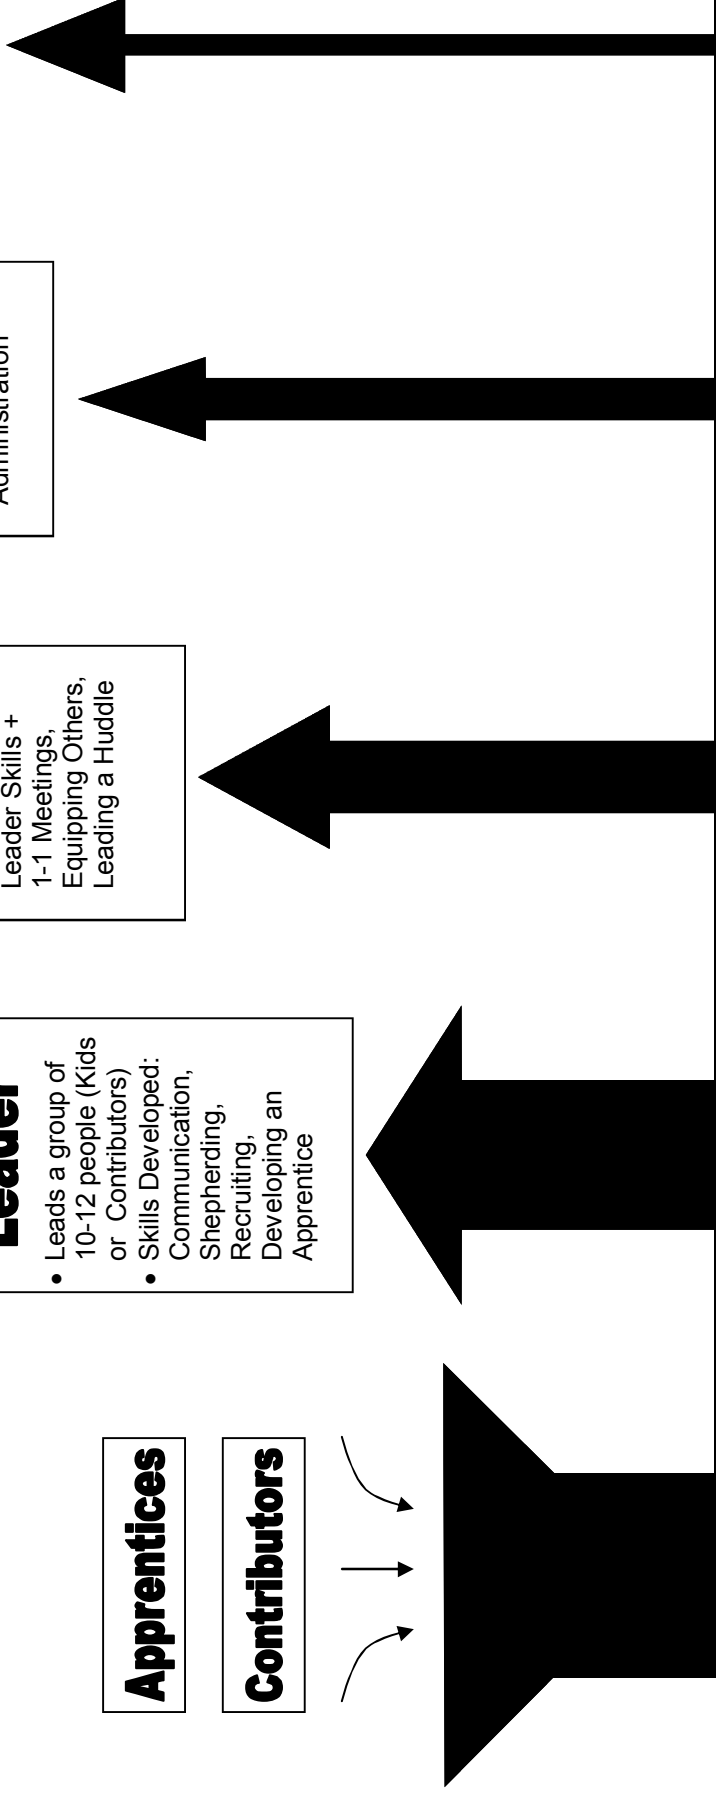 Apprentices
Contributors
Leader
• Leads a group of
10-12 people (Kids
or Contributors)
• Skills Developed:
Communication,
Shepherding,
Recruiting,
Developing an
Apprentice
Leader Skills +
1-1 Meetings,
Equipping Others,
Leading a Huddle
Administration